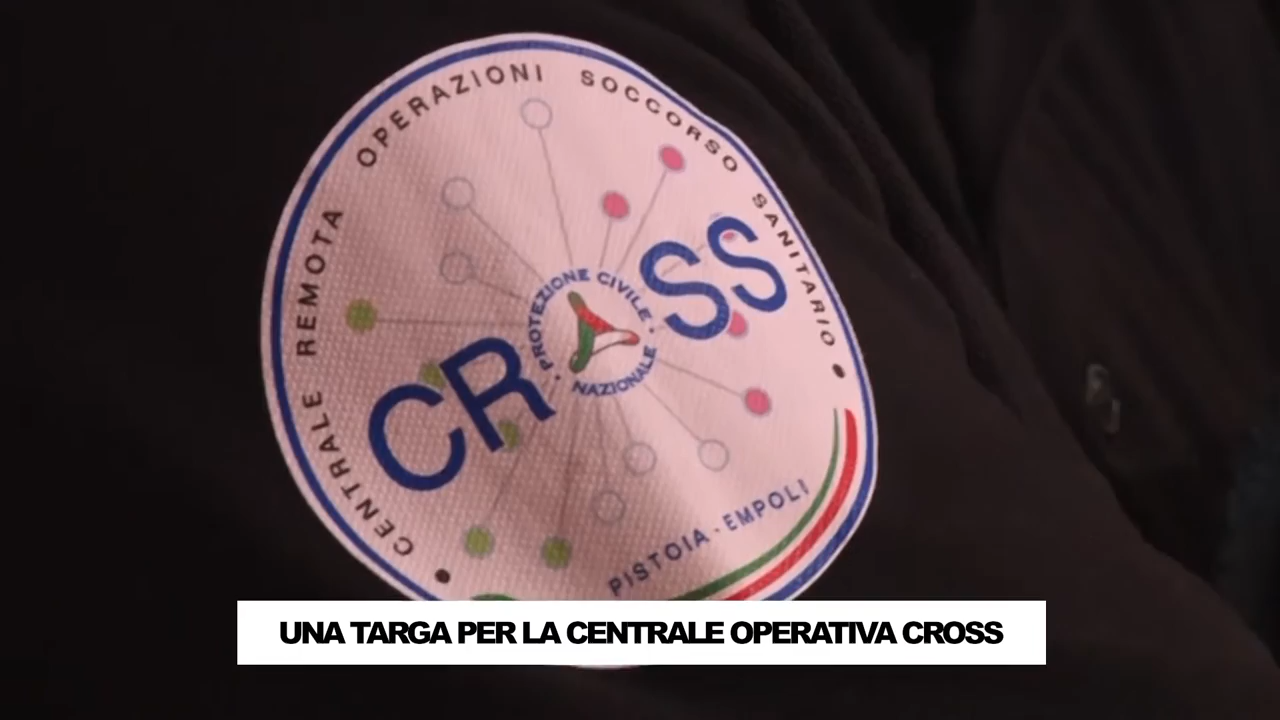 CENTRALE REMOTA OPERAZIONI SOCCORSO SANITARIO
CROSS
PROTEZIONE CIVILE
NAZIONALE
PISTOIA - EMPOLI
UNA TARGA PER LA CENTRALE OPERATIVA CROSS